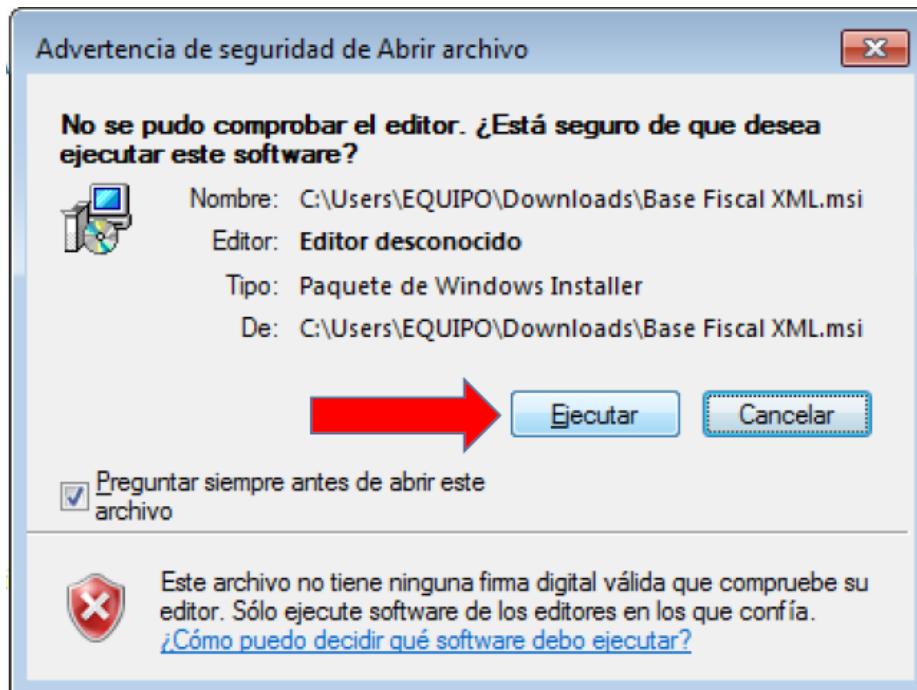 Advertencia de seguridad de Abrir archivo
No se pudo comprobar el editor. ¿Está seguro de que desea
ejecutar este software?
Nombre: C:\Users\EQUIPO\Downloads\Base Fiscal XML.msi
Editor: Editor desconocido
Tipo: Paquete de Windows Installer
De: C:\Users\EQUIPO\Downloads\Base Fiscal XML.msi
Ejecutar Cancelar
Preguntar siempre antes de abrir este
archivo
Este archivo no tiene ninguna firma digital válida que compruebe su
editor. Sólo ejecute software de los editores en los que confía.
¿Cómo puedo decidir qué software debo ejecutar?